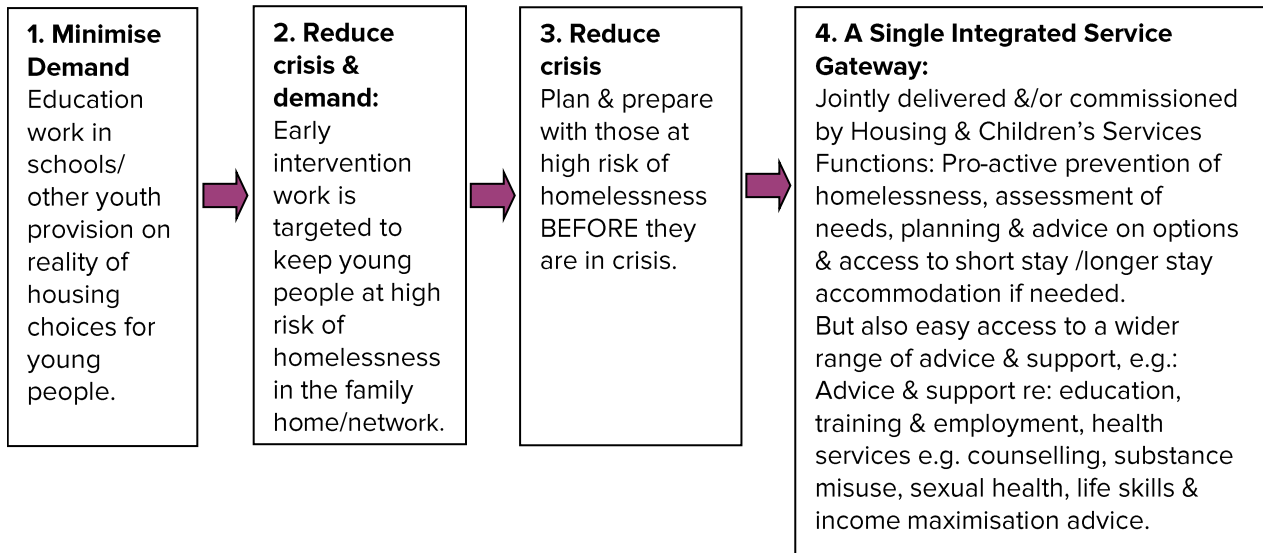 1. Minimise
Demand
Education
work in
schools/
other youth
provision on
reality of
housing
choices for
young
people.
2. Reduce
crisis &
demand:
Early
intervention
work is
targeted to
keep young
people at high
risk of
homelessness
in the family
home/network.
3. Reduce
crisis
Plan & prepare
with those at
high risk of
homelessness
BEFORE they
are in crisis.
4. A Single Integrated Service
Gateway:
Jointly delivered &/or commissioned
by Housing & Children’s Services
Functions: Pro-active prevention of
homelessness, assessment of
needs, planning & advice on options
& access to short stay /longer stay
accommodation if needed.
But also easy access to a wider
range of advice & support, e.g.:
Advice & support re: education,
training & employment, health
services e.g. counselling, substance
misuse, sexual health, life skills &
income maximisation advice.